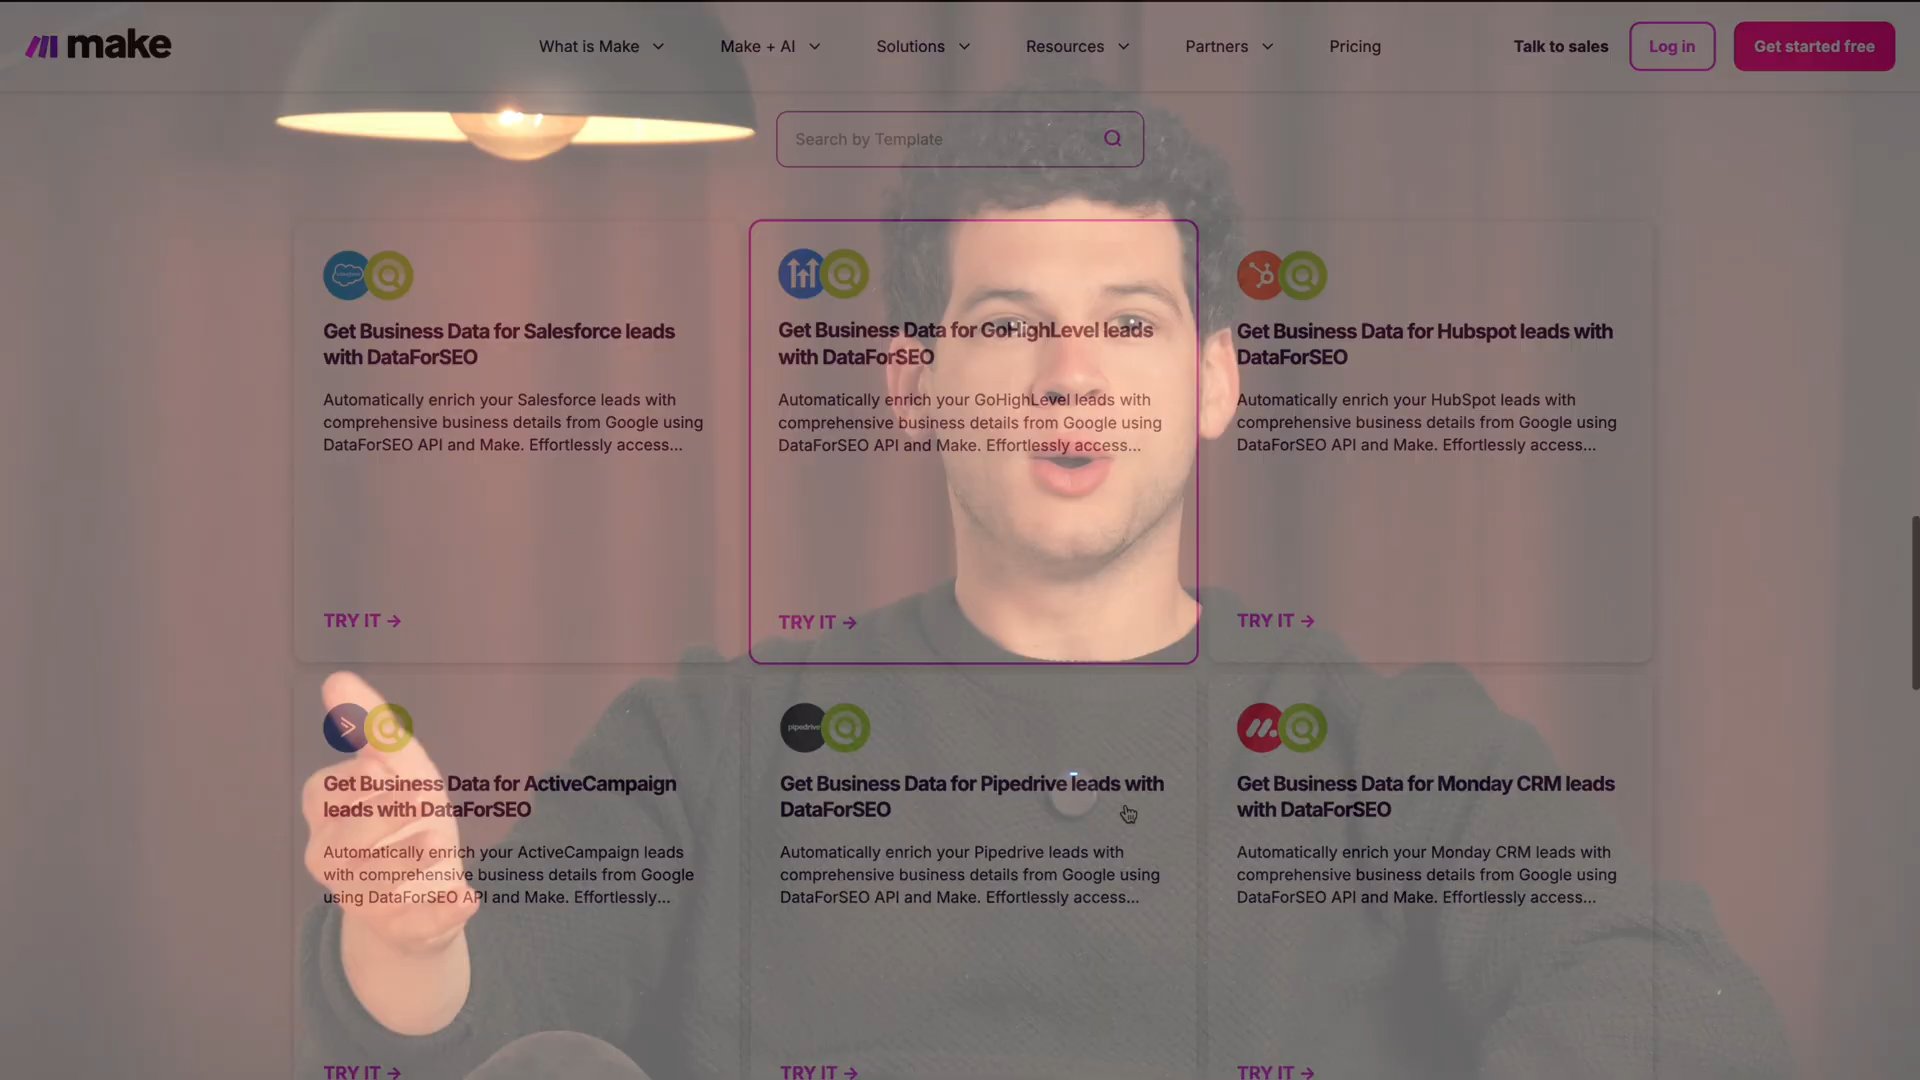 make
What is Make
Make + AI
Solutions
Resources
Partners
Pricing
Talk to sales
Log in
Get started free
Search by Template
salesforce
Get Business Data for Salesforce leads
with DataForSEO
Automatically enrich your Salesforce leads with
comprehensive business details from Google using
DataForSEO API and Make. Effortlessly access...
TRY IT →
Get Business Data for GoHighLevel leads
with DataForSEO
Automatically enrich your GoHighLevel leads with
comprehensive business details from Google using
DataForSEO API and Make. Effortlessly access...
TRY IT →
Get Business Data for Hubspot leads with
DataForSEO
Automatically enrich your HubSpot leads with
comprehensive business details from Google using
DataForSEO API and Make. Effortlessly access...
TRY IT →
Get Business Data for ActiveCampaign
leads with DataForSEO
Automatically enrich your ActiveCampaign leads
with comprehensive business details from Google
using DataForSEO API and Make. Effortlessly...
TRY IT →
pipedrive
Get Business Data for Pipedrive leads with
DataForSEO
Automatically enrich your Pipedrive leads with
comprehensive business details from Google using
DataForSEO API and Make. Effortlessly access...
TRY IT →
Get Business Data for Monday CRM leads
with DataForSEO
Automatically enrich your Monday CRM leads with
comprehensive business details from Google using
DataForSEO API and Make. Effortlessly access...
TRY IT →